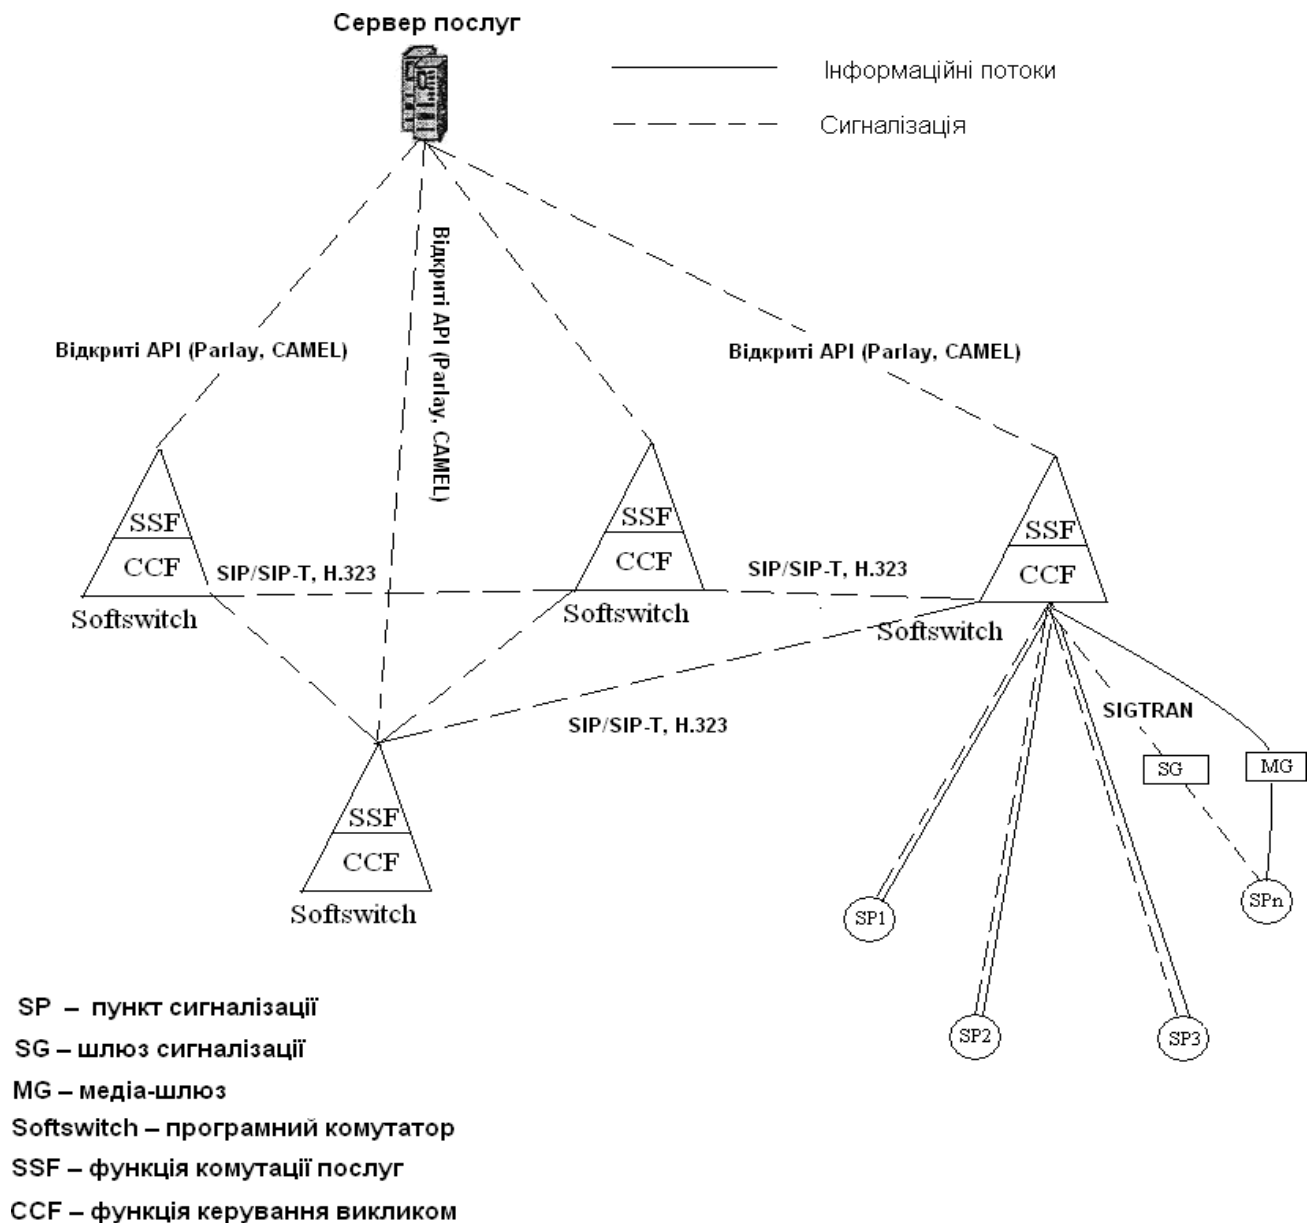 Сервер послуг
Інформаційні потоки
Сигналізація
Відкриті API (Parlay, CAMEL)
Відкриті API (Parlay, CAMEL)
Відкриті API (Parlay, CAMEL)
SSF
CCF
Softswitch
SIP/SIP-T, H.323
SSF
CCF
Softswitch
SIP/SIP-T, H.323
SSF
CCF
Softswitch
SIP/SIP-T, H.323
SSF
CCF
Softswitch
SIGTRAN
SG
MG
SP1
SPn
SP2
SP3
SP – пункт сигналізації
SG – шлюз сигналізації
MG – медіа-шлюз
Softswitch – програмний комутатор
SSF – функція комутації послуг
CCF – функція керування викликом